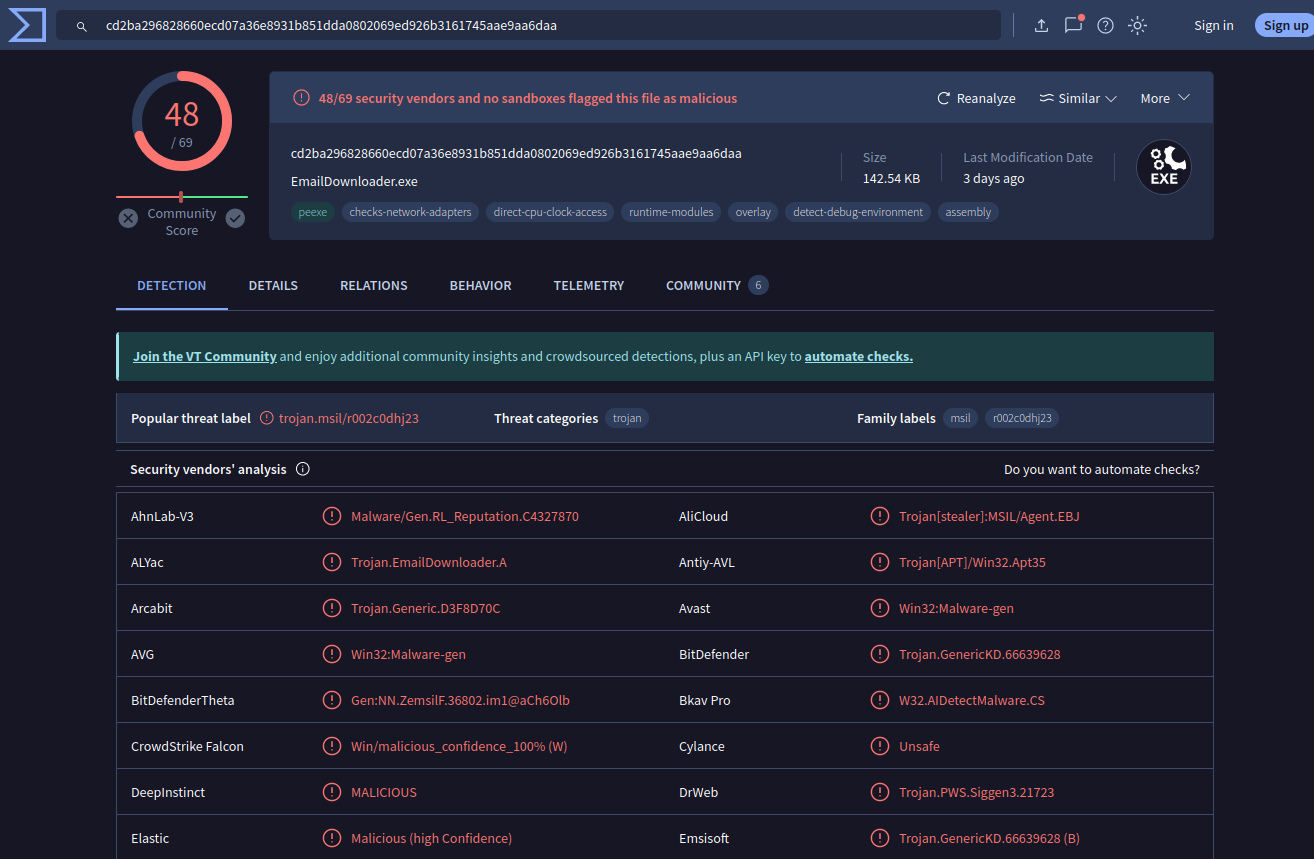 cd2ba296828660ecd07a36e8931b851dda0802069ed926b3161745aae9aa6daa
Sign in
Sign up
48
/ 69
Community
Score
48/69 security vendors and no sandboxes flagged this file as malicious
Reanalyze
Similar
More
cd2ba296828660ecd07a36e8931b851dda0802069ed926b3161745aae9aa6daa
EmailDownloader.exe
Size
142.54 KB
Last Modification Date
3 days ago
EXE
peexe checks-network-adapters direct-cpu-clock-access runtime-modules overlay detect-debug-environment assembly
DETECTION DETAILS RELATIONS BEHAVIOR TELEMETRY COMMUNITY 6
Join the VT Community and enjoy additional community insights and crowdsourced detections, plus an API key to automate checks.
Popular threat label trojan.msil/r002c0dhj23 Threat categories trojan Family labels msil r002c0dhj23
Security vendors' analysis Do you want to automate checks?
AhnLab-V3 Malware/Gen.RL_Reputation.C4327870 AliCloud Trojan[stealer]:MSIL/Agent.EBJ
ALYac Trojan.EmailDownloader.A Antiy-AVL Trojan[APT]/Win32.Apt35
Arcabit Trojan.Generic.D3F8D70C Avast Win32:Malware-gen
AVG Win32:Malware-gen BitDefender Trojan.GenericKD.66639628
BitDefenderTheta Gen:NN.ZemsilF.36802.im1@aCh6Olb Bkav Pro W32.AIDetectMalware.CS
CrowdStrike Falcon Win/malicious_confidence_100% (W) Cylance Unsafe
DeepInstinct MALICIOUS DrWeb Trojan.PWS.Siggen3.21723
Elastic Malicious (high Confidence) Emsisoft Trojan.GenericKD.66639628 (B)